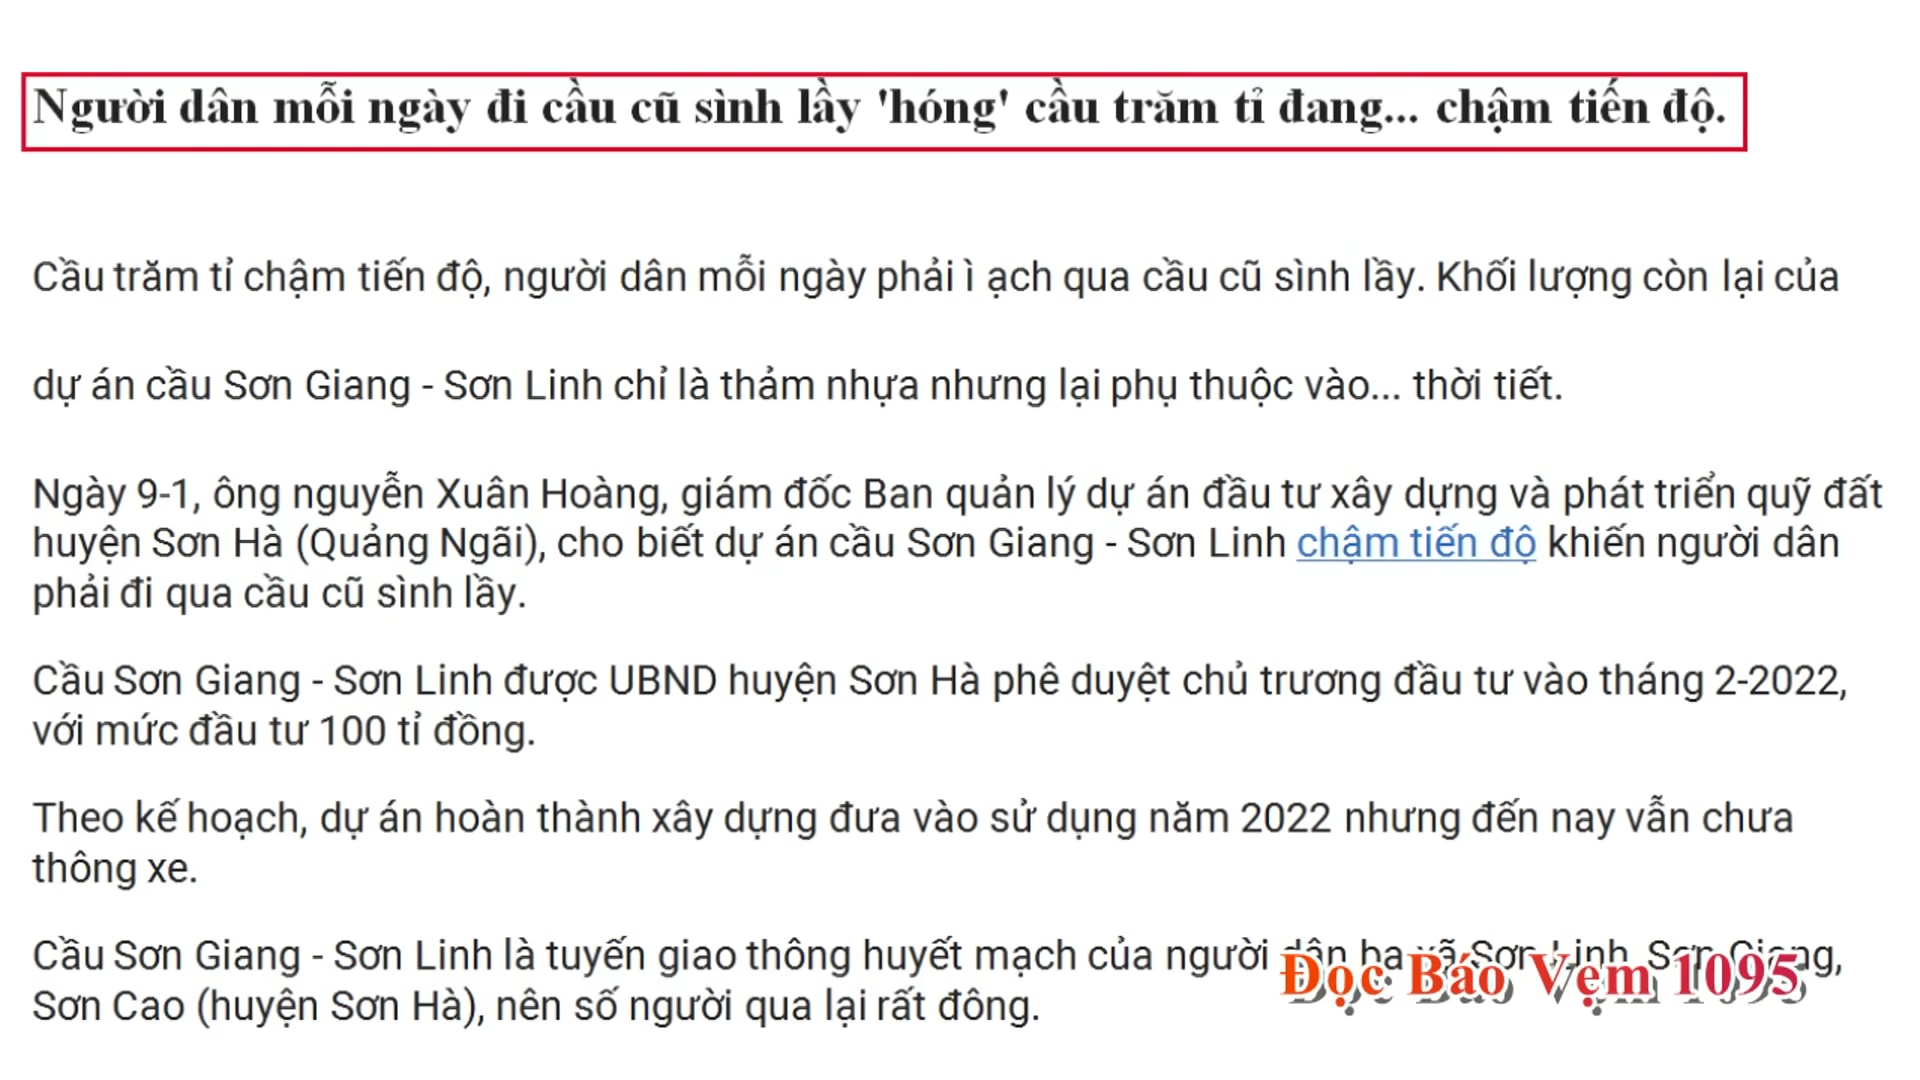 Người dân mỗi ngày đi cầu cũ sình lầy 'hóng' cầu trăm tỉ đang... chậm tiến độ.
Cầu trăm tỉ chậm tiến độ, người dân mỗi ngày phải ì ạch qua cầu cũ sình lầy. Khối lượng còn lại của
dự án cầu Sơn Giang - Sơn Linh chỉ là thảm nhựa nhưng lại phụ thuộc vào... thời tiết.
Ngày 9-1, ông nguyễn Xuân Hoàng, giám đốc Ban quản lý dự án đầu tư xây dựng và phát triển quỹ đất
huyện Sơn Hà (Quảng Ngãi), cho biết dự án cầu Sơn Giang - Sơn Linh chậm tiến độ khiến người dân
phải đi qua cầu cũ sình lầy.
Cầu Sơn Giang - Sơn Linh được UBND huyện Sơn Hà phê duyệt chủ trương đầu tư vào tháng 2-2022,
với mức đầu tư 100 tỉ đồng.
Theo kế hoạch, dự án hoàn thành xây dựng đưa vào sử dụng năm 2022 nhưng đến nay vẫn chưa
thông xe.
Cầu Sơn Giang - Sơn Linh là tuyến giao thông huyết mạch của người dân ba xã Sơn Linh, Sơn Giang,
Sơn Cao (huyện Sơn Hà), nên số người qua lại rất đông.
Đọc Báo Vẹm 1095